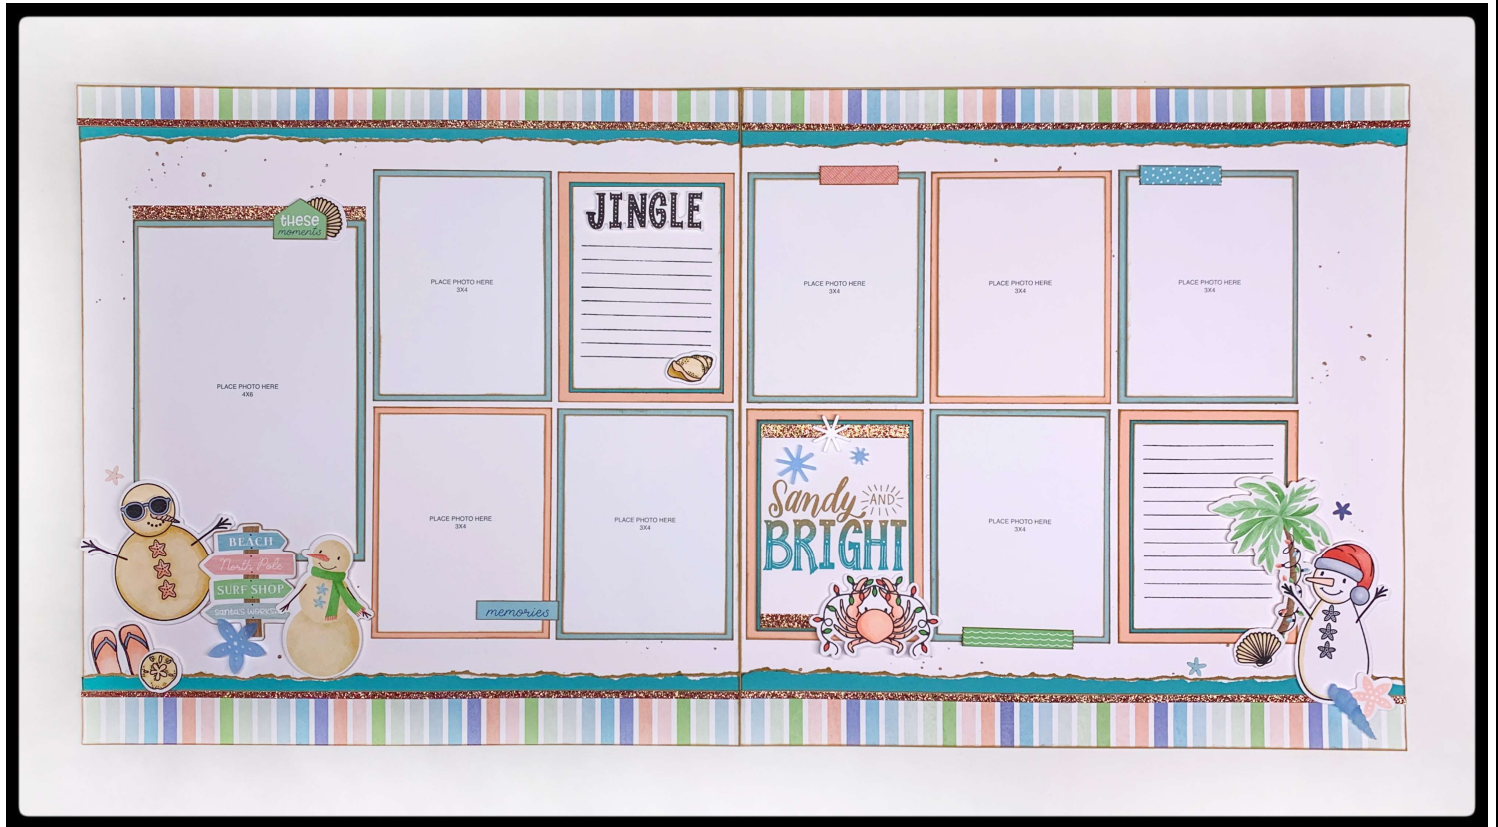 these
moments
PLACE PHOTO HERE
4X6
PLACE PHOTO HERE
3X4
JINGLE
PLACE PHOTO HERE
3X4
PLACE PHOTO HERE
3X4
memories
BEACH
North Pole
SURF SHOP
santa's
PLACE PHOTO HERE
3X4
PLACE PHOTO HERE
3X4
PLACE PHOTO HERE
3X4
Sandy AND
BRIGHT
PLACE PHOTO HERE
3X4